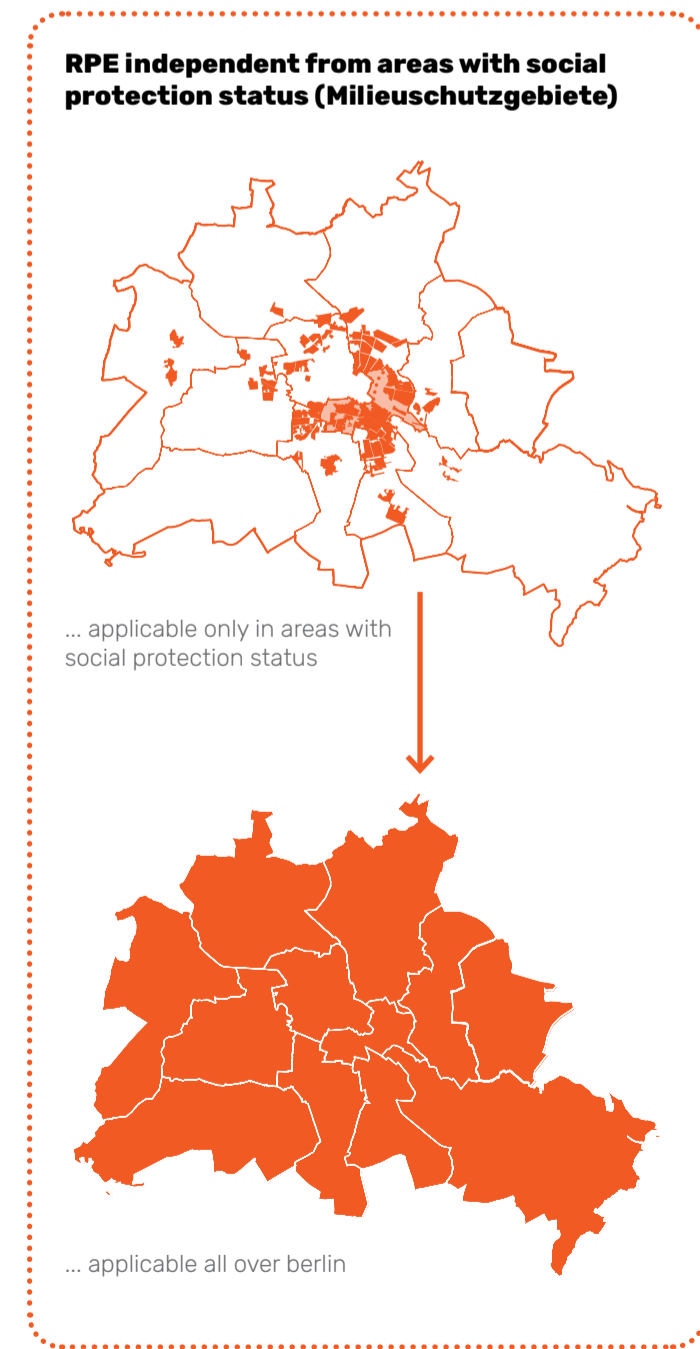 RPE independent from areas with social
protection status (Milieuschutzgebiete)
... applicable only in areas with
social protection status
... applicable all over berlin